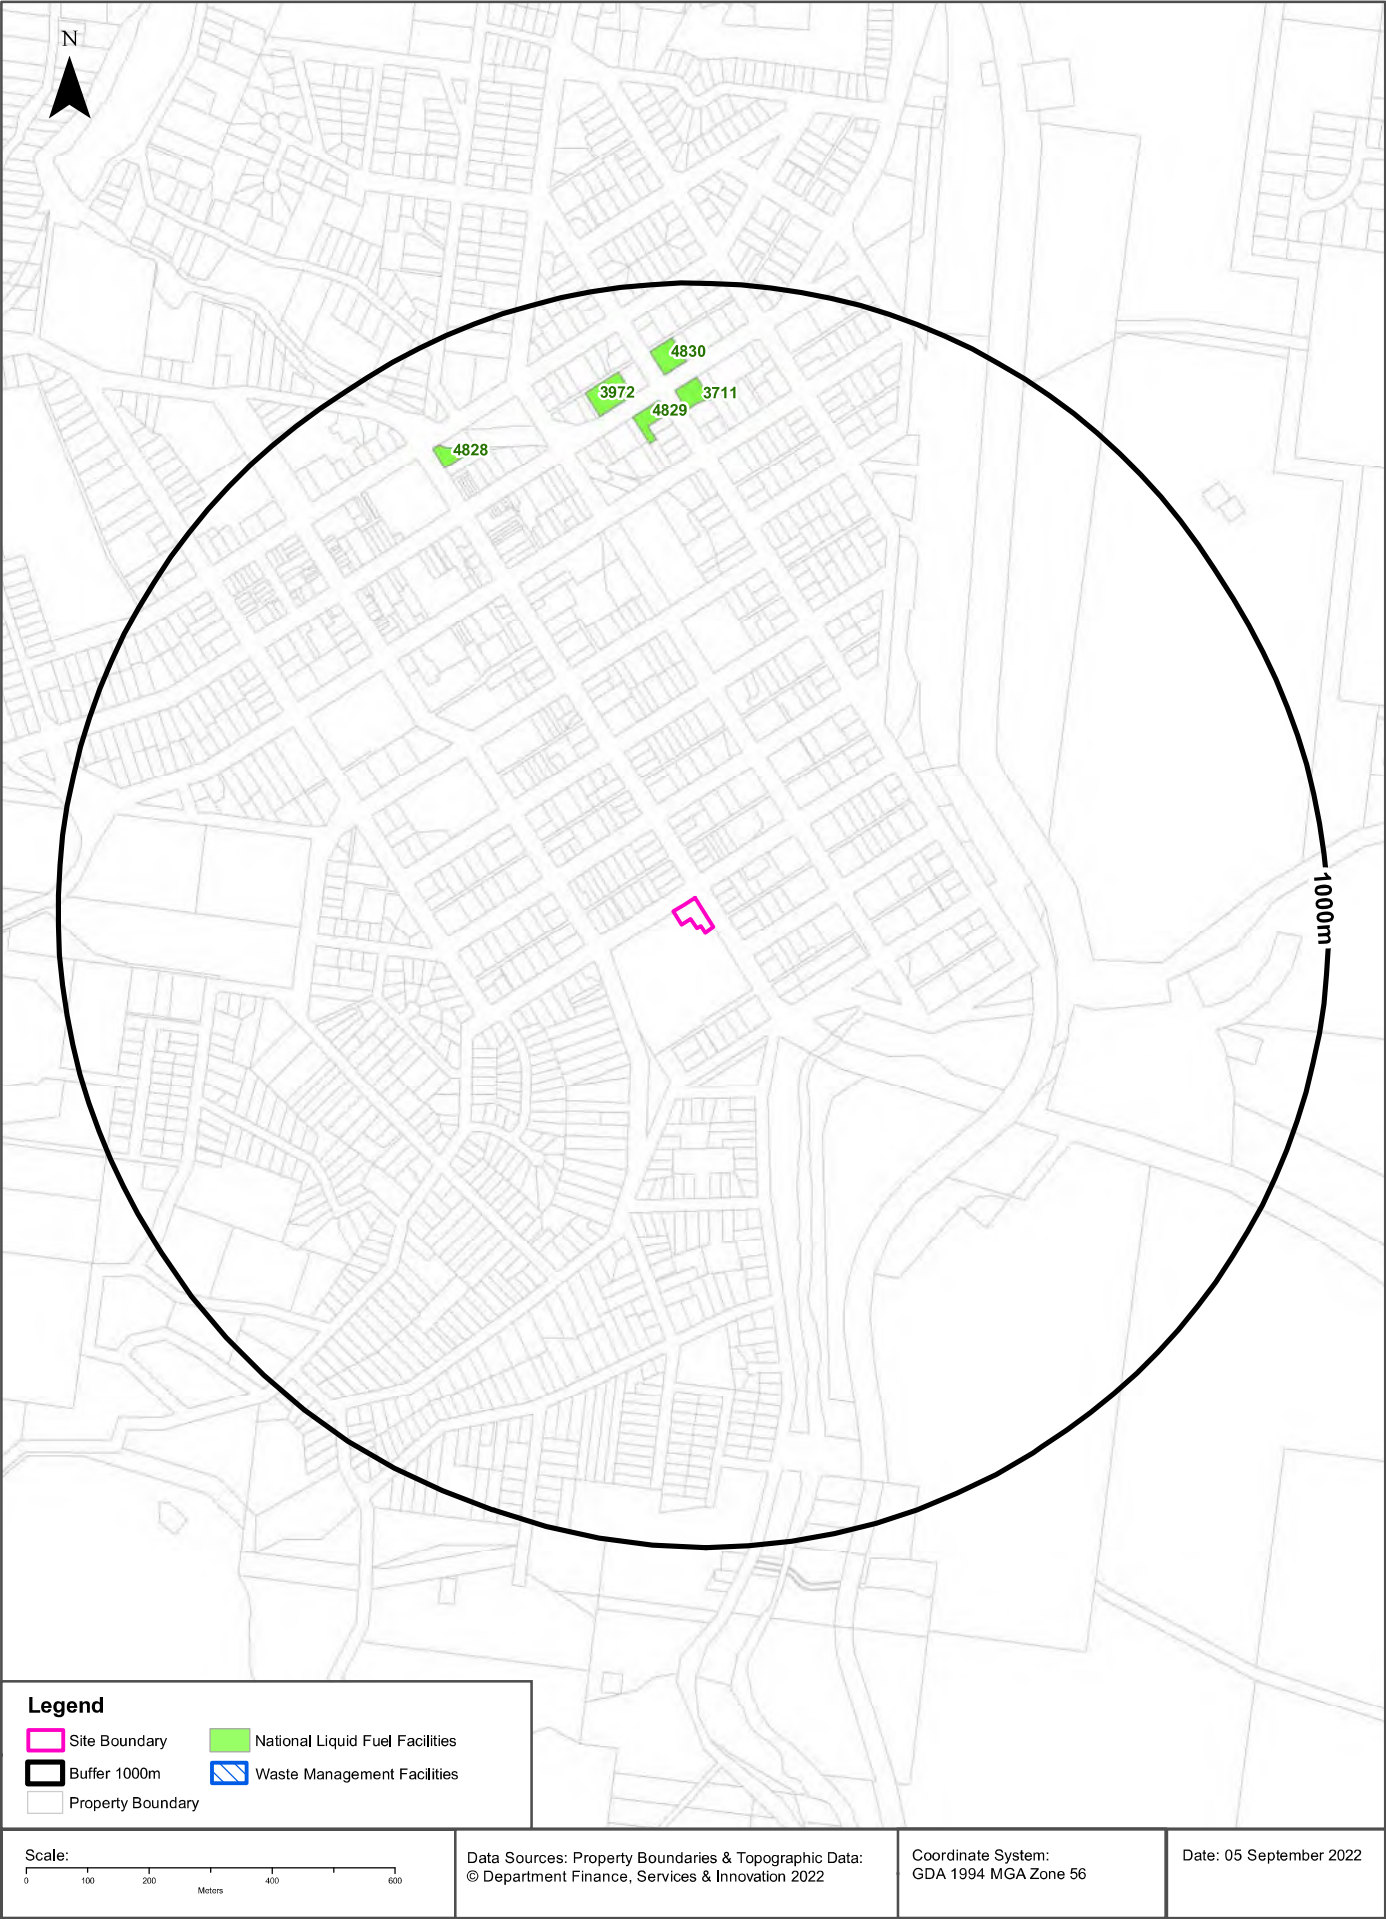 N
4830
3972
3711
4829
4828
1000m
Legend
Site Boundary
National Liquid Fuel Facilities
Buffer 1000m
Waste Management Facilities
Property Boundary
Scale:
0 100 200 400 600
Meters
Data Sources: Property Boundaries & Topographic Data:
© Department Finance, Services & Innovation 2022
Coordinate System:
GDA 1994 MGA Zone 56
Date: 05 September 2022